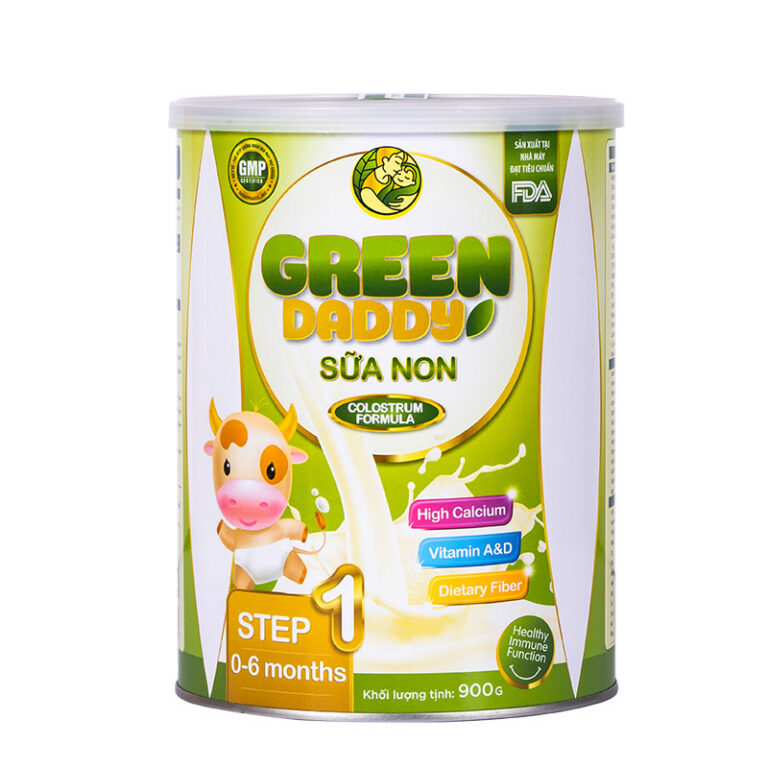 GMP
CERTIFIED
SẢN XUẤT TẠI
NHÀ MÁY
ĐẠT TIÊU CHUẨN
FDA
GREEN
DADDY
SỮA NON
COLOSTRUM
FORMULA
High Calcium
Vitamin A&D
Dietary Fiber
STEP 1
0-6 months
Healthy
Immune
Function
Khối lượng tịnh: 900G